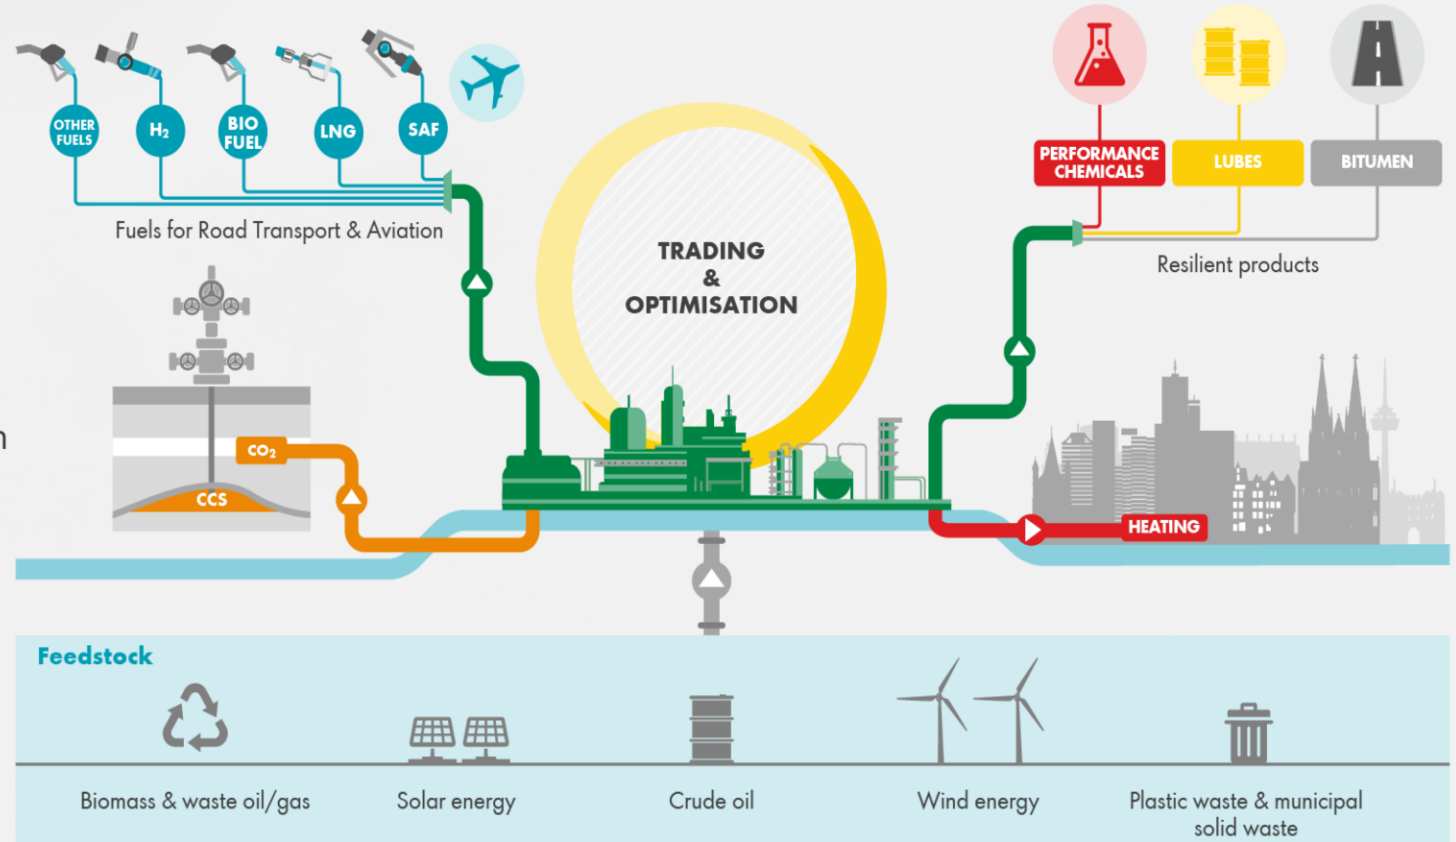 OTHER
FUELS
H₂
BIO
FUEL
LNG
SAF
Fuels for Road Transport & Aviation
TRADING
&
OPTIMISATION
PERFORMANCE
CHEMICALS
LUBES
BITUMEN
Resilient products
n
CO₂
CCS
HEATING
Feedstock
Biomass & waste oil/gas
Solar energy
Crude oil
Wind energy
Plastic waste & municipal
solid waste